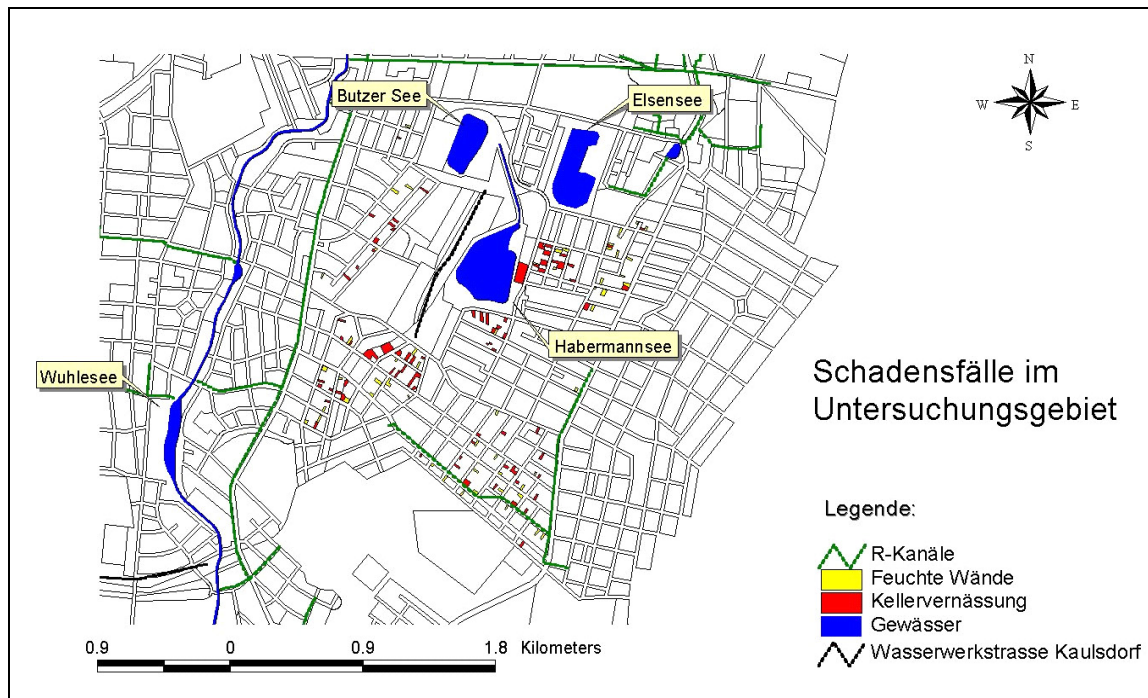 Butzer See
Elsensee
N
W
E
S
Habermannsee
Wuhlesee
Schadensfälle im
Untersuchungsgebiet
Legende:
R-Kanäle
Feuchte Wände
Kellervernässung
Gewässer
Wasserwerkstrasse Kaulsdorf
0.9 0 0.9 1.8 Kilometers